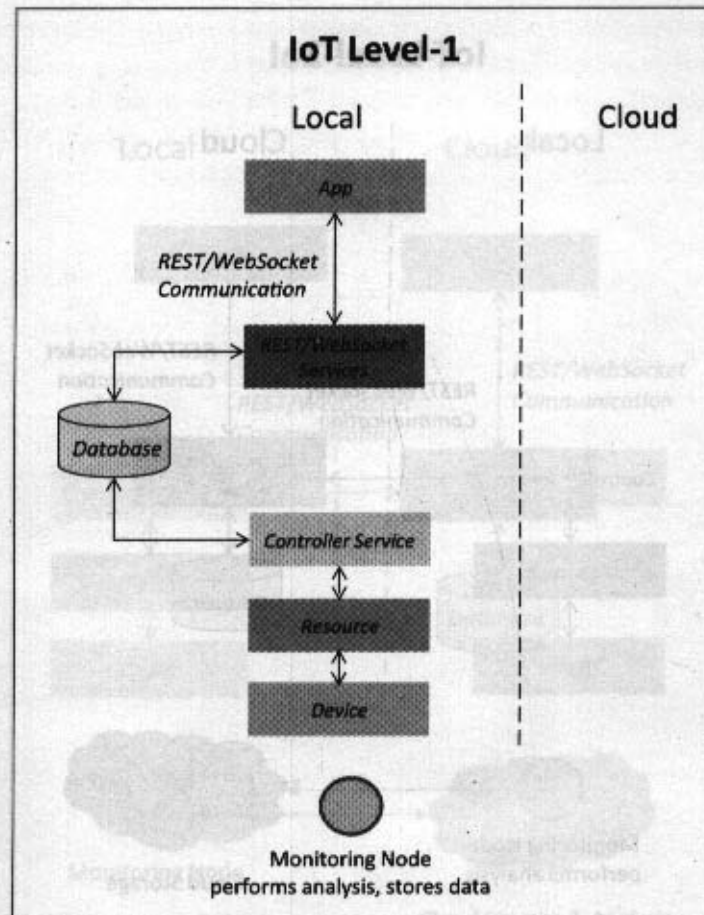 IoT Level-1
Local
Cloud
App
REST/WebSocket
Communication
REST/WebSocket
Services
Database
Controller Service
Resource
Device
Monitoring Node
performs analysis, stores data